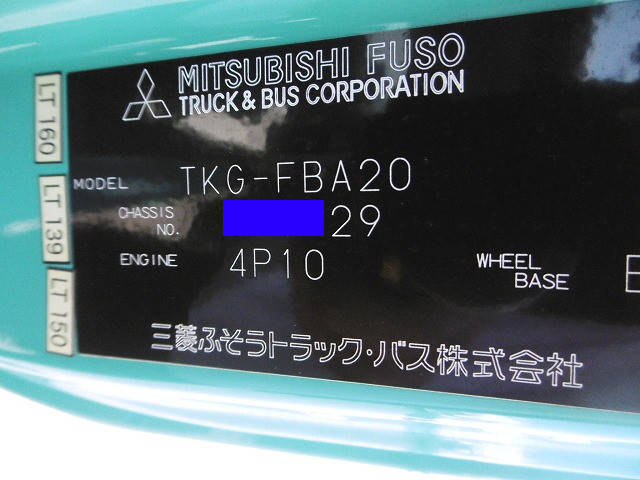 MITSUBISHI FUSO
TRUCK & BUS CORPORATION
LT 160
LT 139
LT 150
MODEL TKG-FBA20
CHASSIS NO. 29
ENGINE 4P10
WHEEL BASE
三菱ふそうトラック・バス株式会社